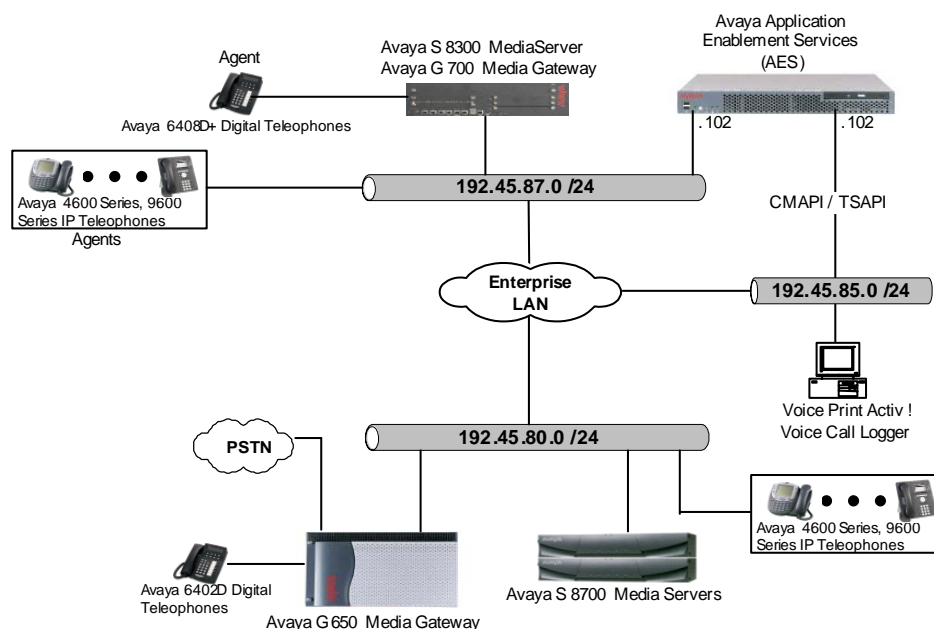 Avaya Application
Enablement Services
(AES)
Avaya S 8300 MediaServer
Avaya G 700 Media Gateway
Agent
Avaya 6408D+ Digital Teleophones
.102
.102
192.45.87.0 /24
CMAPI / TSAPI
Avaya 4600 Series, 9600
Series IP Teleophones
Agents
Enterprise
LAN
192.45.85.0 /24
Voice Print Activ !
Voice Call Logger
192.45.80.0 /24
PSTN
Avaya 4600 Series, 9600
Series IP Teleophones
Avaya 6402D Digital
Teleophones
Avaya S 8700 Media Servers
Avaya G 650 Media Gateway